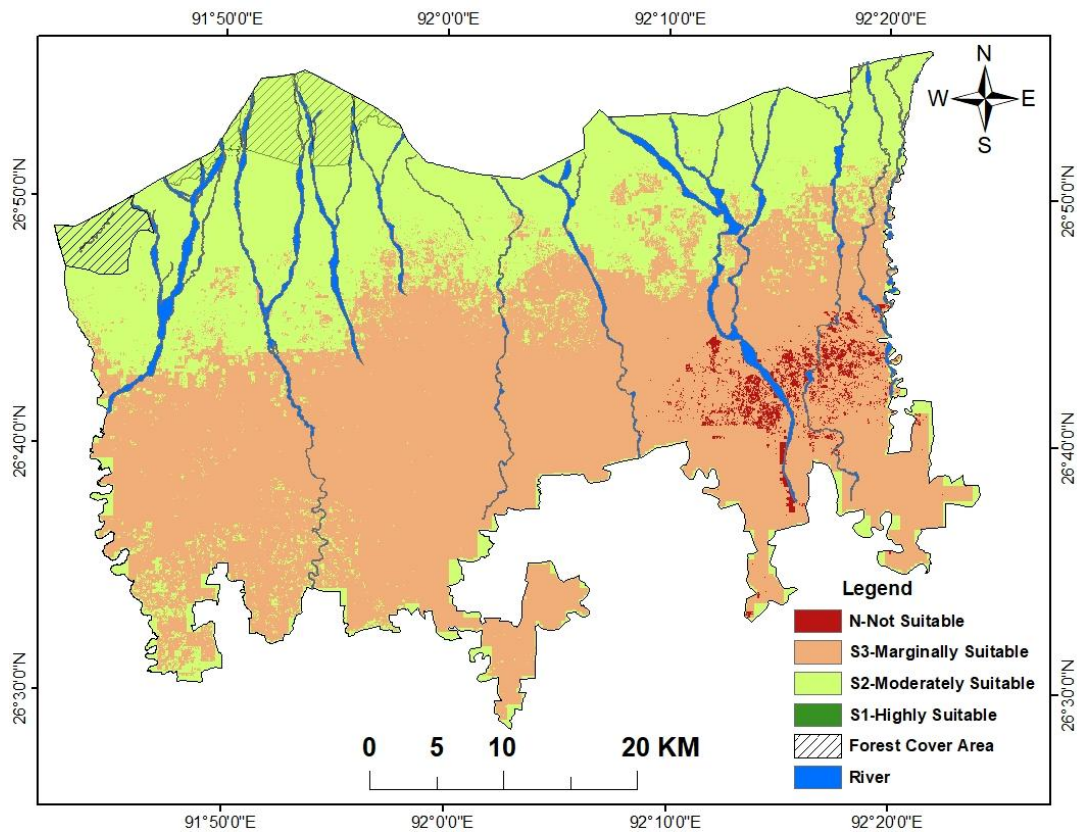 91°50'0"E 92°0'0"E 92°10'0"E 92°20'0"E
N
W E
S
26°50'0"N 26°50'0"N
26°40'0"N 26°40'0"N
26°30'0"N 26°30'0"N
Legend
N-Not Suitable
S3-Marginally Suitable
S2-Moderately Suitable
S1-Highly Suitable
Forest Cover Area
River
0 5 10 20 KM
91°50'0"E 92°0'0"E 92°10'0"E 92°20'0"E